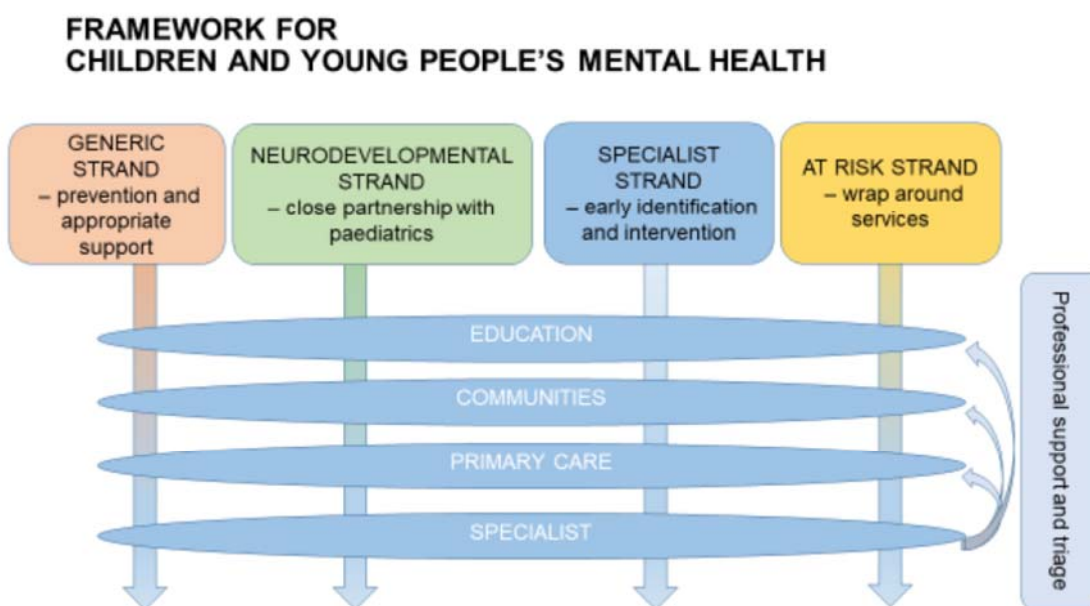 FRAMEWORK FOR
CHILDREN AND YOUNG PEOPLE'S MENTAL HEALTH
GENERIC
STRAND
– prevention and
appropriate
support
NEURODEVELOPMENTAL
STRAND
– close partnership with
paediatrics
SPECIALIST
STRAND
– early identification
and intervention
AT RISK STRAND
– wrap around
services
EDUCATION
COMMUNITIES
PRIMARY CARE
SPECIALIST
Professional support and triage